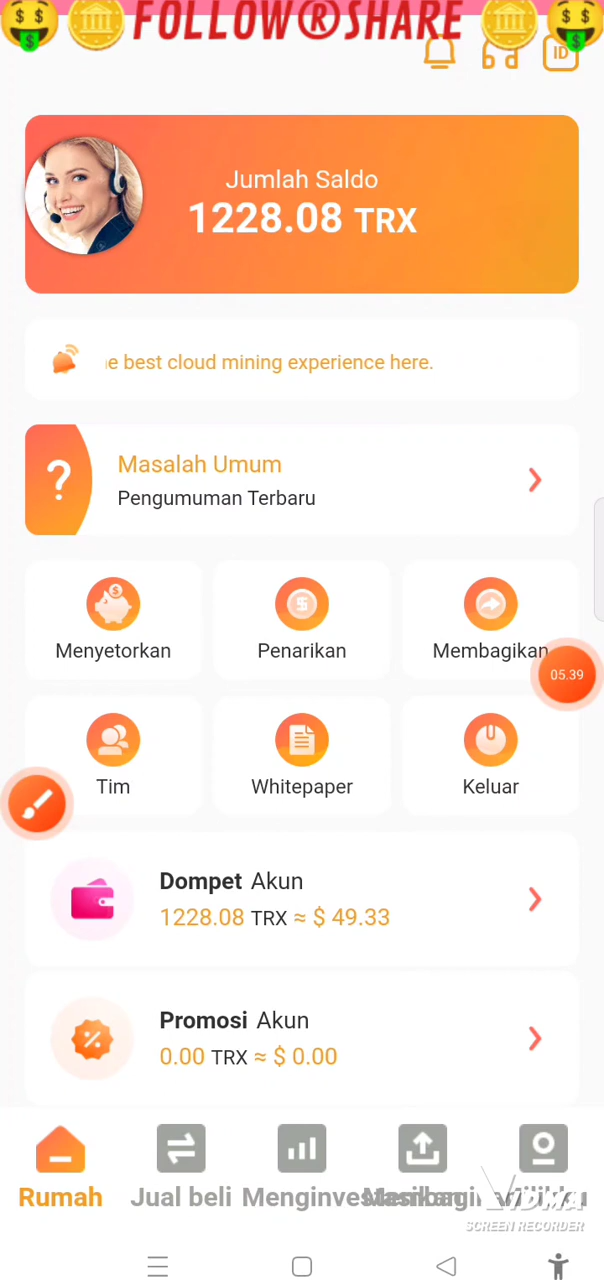 FOLLOW®SHARE
ID
Jumlah Saldo
1228.08 TRX
e best cloud mining experience here.
?
Masalah Umum
Pengumuman Terbaru
Menyetorkan
Penarikan
Membagikan
05.39
Tim
Whitepaper
Keluar
Dompet Akun
1228.08 TRX ≈ $ 49.33
Promosi Akun
0.00 TRX ≈ $ 0.00
Rumah
Jual beli
VIDMA
SCREEN RECORDER